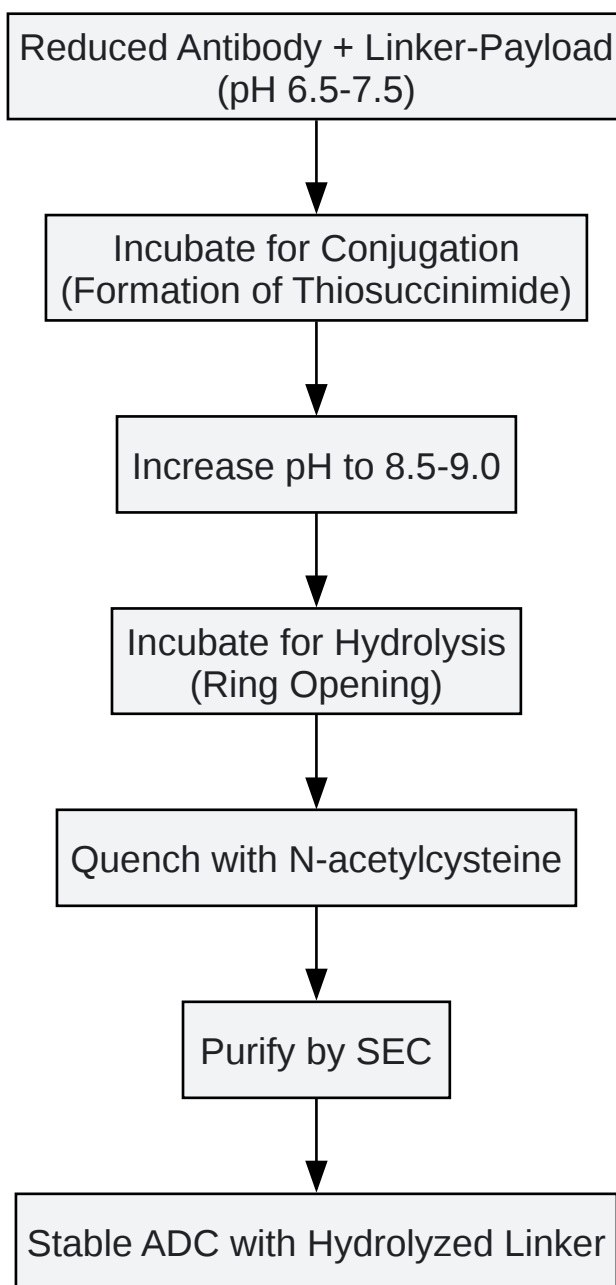 Reduced Antibody + Linker-Payload
(pH 6.5-7.5)
Incubate for Conjugation
(Formation of Thiosuccinimide)
Increase pH to 8.5-9.0
Incubate for Hydrolysis
(Ring Opening)
Quench with N-acetylcysteine
Purify by SEC
Stable ADC with Hydrolyzed Linker